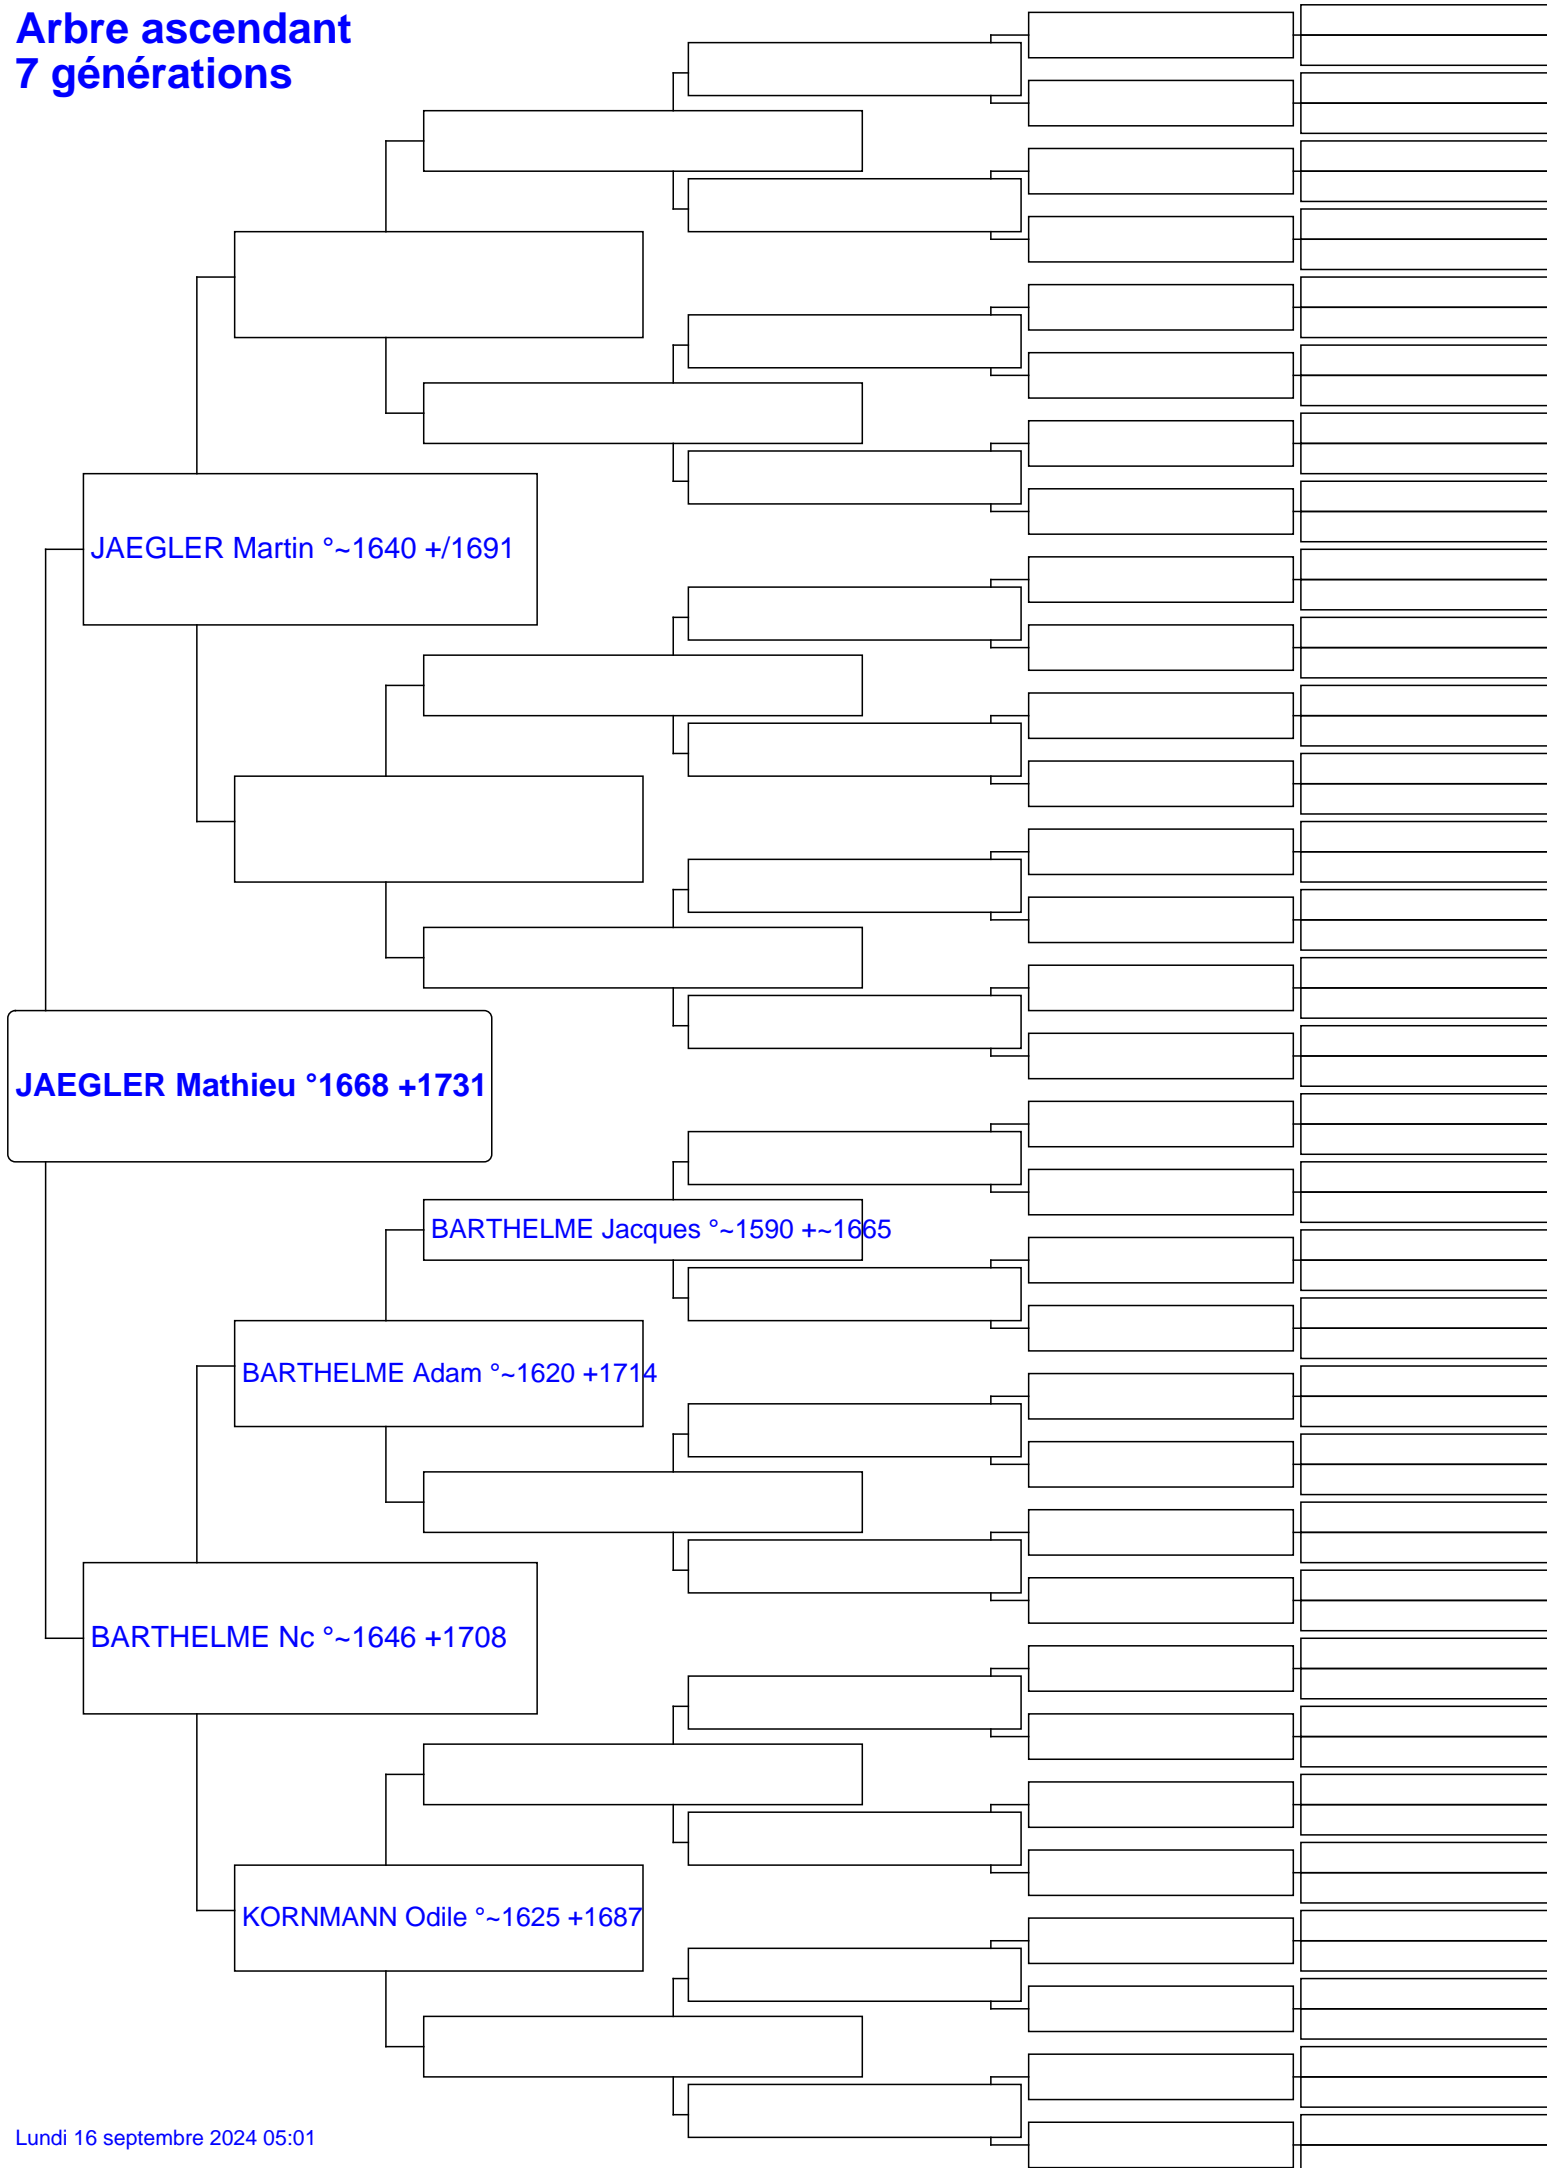 Arbre ascendant
7 générations
JAEGLER Martin °~1640 +/1691
JAEGLER Mathieu °1668 +1731
BARTHELME Jacques °~1590 +~1665
BARTHELME Adam °~1620 +1714
BARTHELME Nc °~1646 +1708
KORNMANN Odile °~1625 +1687
Lundi 16 septembre 2024 05:01